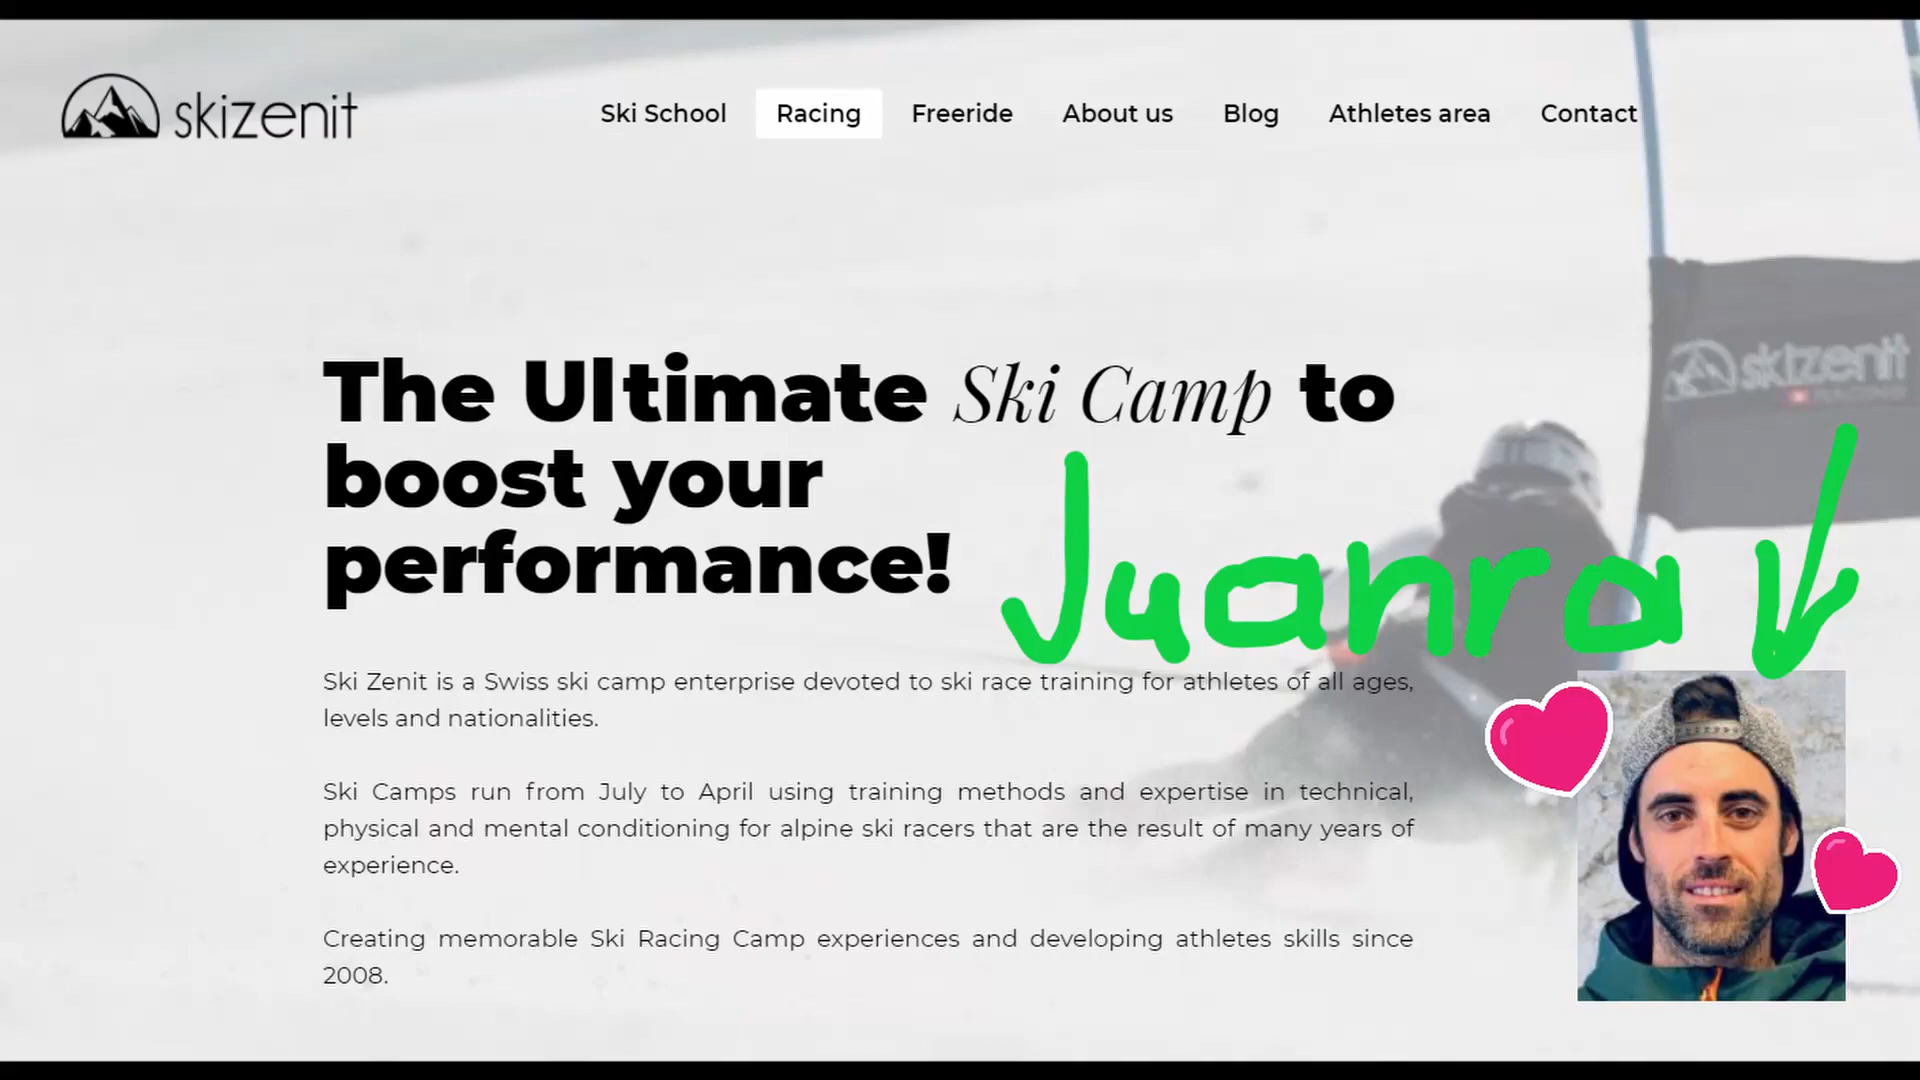 skizenit
Ski School Racing Freeride About us Blog Athletes area Contact
skizenit
The Ultimate Ski Camp to
boost your
performance!
Juanra
Ski Zenit is a Swiss ski camp enterprise devoted to ski race training for athletes of all ages,
levels and nationalities.
Ski Camps run from July to April using training methods and expertise in technical,
physical and mental conditioning for alpine ski racers that are the result of many years of
experience.
Creating memorable Ski Racing Camp experiences and developing athletes skills since
2008.